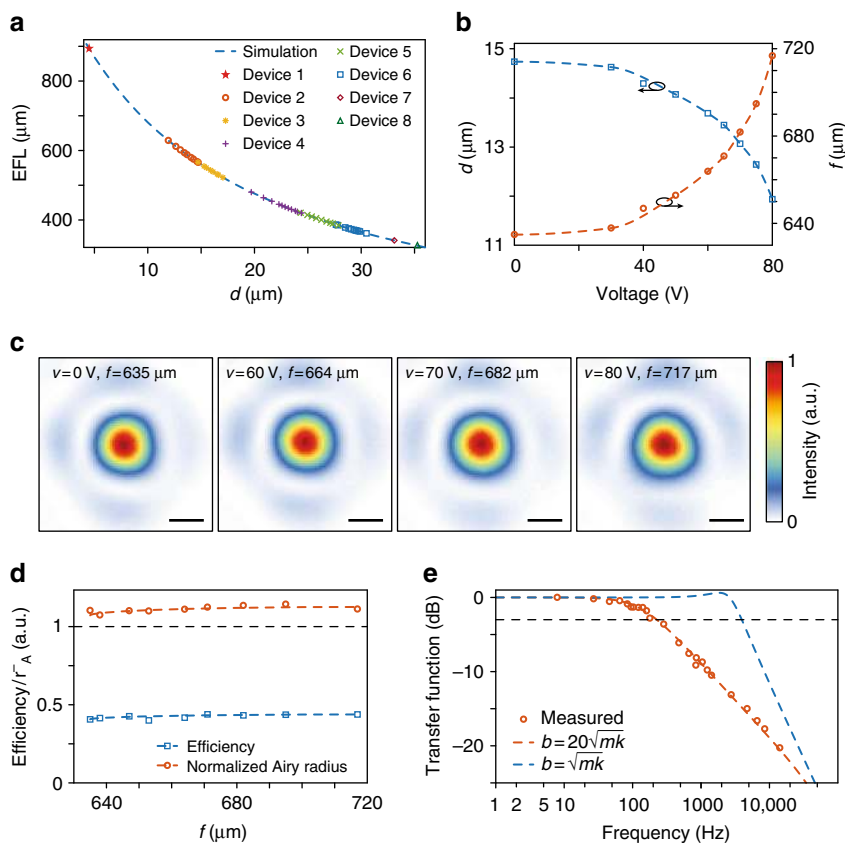 a
EFL (μm)
900
800
600
400
10
20
30
d (μm)
Simulation
Device 1
Device 2
Device 3
Device 4
Device 5
Device 6
Device 7
Device 8
b
d (μm)
15
13
11
0
40
80
Voltage (V)
720
680
640
f (μm)
c
v=0 V, f=635 μm
v=60 V, f=664 μm
v=70 V, f=682 μm
v=80 V, f=717 μm
1
0
Intensity (a.u.)
d
Efficiency/r⁻A (a.u.)
1
0.5
0
640
680
720
f (μm)
Efficiency
Normalized Airy radius
e
Transfer function (dB)
0
−10
−20
1 2 5 10 100 1000 10,000
Frequency (Hz)
Measured
b=20√mk
b=√mk